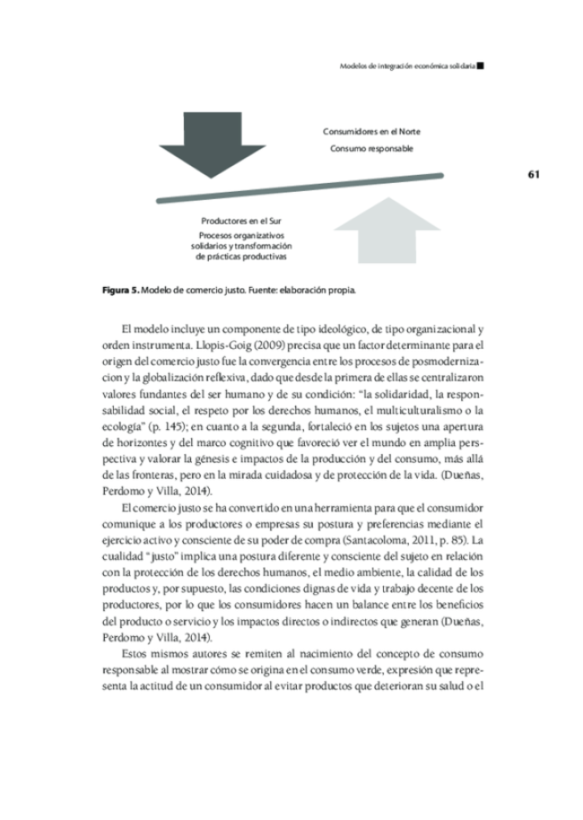 Modelos de integración económica solidaria
Consumidores en el Norte
Consumo responsable
61
Productores en el Sur
Procesos organizativos
solidarios y transformación
de prácticas productivas
Figura 5. Modelo de comercio justo. Fuente: elaboración propia.
El modelo incluye un componente de tipo ideológico, de tipo organizacional y
orden instrumenta. Llopis-Goig (2009) precisa que un factor determinante para el
origen del comercio justo fue la convergencia entre los procesos de posmoderniza-
cion y la globalización reflexiva, dado que desde la primera de ellas se centralizaron
valores fundantes del ser humano y de su condición: “la solidaridad, la respon-
sabilidad social, el respeto por los derechos humanos, el multiculturalismo o la
ecología” (p. 145); en cuanto a la segunda, fortaleció en los sujetos una apertura
de horizontes y del marco cognitivo que favoreció ver el mundo en amplia pers-
pectiva y valorar la génesis e impactos de la producción y del consumo, más allá
de las fronteras, pero en la mirada cuidadosa y de protección de la vida. (Dueñas,
Perdomo y Villa, 2014).
El comercio justo se ha convertido en una herramienta para que el consumidor
comunique a los productores o empresas su postura y preferencias mediante el
ejercicio activo y consciente de su poder de compra (Santacoloma, 2011, p. 85). La
cualidad “justo” implica una postura diferente y consciente del sujeto en relación
con la protección de los derechos humanos, el medio ambiente, la calidad de los
productos y, por supuesto, las condiciones dignas de vida y trabajo decente de los
productores, por lo que los consumidores hacen un balance entre los beneficios
del producto o servicio y los impactos directos o indirectos que generan (Dueñas,
Perdomo y Villa, 2014).
Estos mismos autores se remiten al nacimiento del concepto de consumo
responsable al mostrar cómo se origina en el consumo verde, expresión que repre-
senta la actitud de un consumidor al evitar productos que deterioran su salud o el